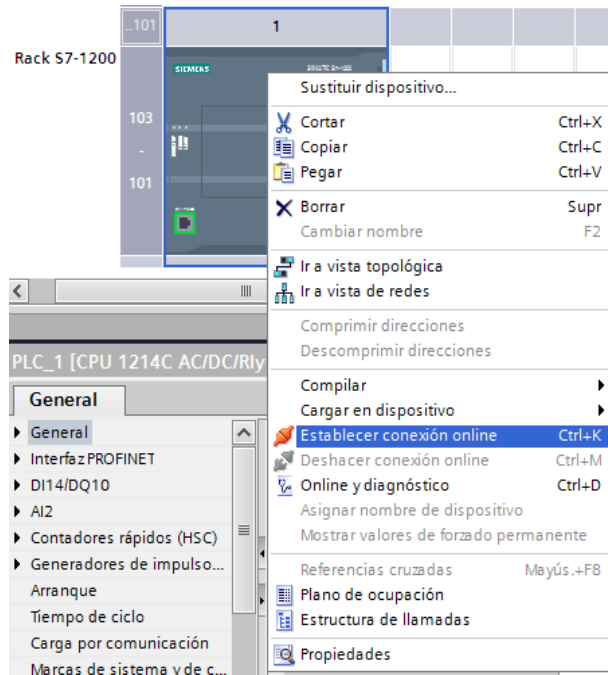 ..101
1
Rack S7-1200
SIEMENS
SIMATIC S7-1200
103
-
101
Sustituir dispositivo...
Cortar Ctrl+X
Copiar Ctrl+C
Pegar Ctrl+V
Borrar Supr
Cambiar nombre F2
Ir a vista topológica
Ir a vista de redes
Comprimir direcciones
Descomprimir direcciones
Compilar
Cargar en dispositivo
Establecer conexión online Ctrl+K
Deshacer conexión online Ctrl+M
Online y diagnóstico Ctrl+D
Asignar nombre de dispositivo
Mostrar valores de forzado permanente
Referencias cruzadas Mayús.+F8
Plano de ocupación
Estructura de llamadas
Propiedades
PLC_1 [CPU 1214C AC/DC/Rly
General
General
Interfaz PROFINET
DI14/DQ10
AI2
Contadores rápidos (HSC)
Generadores de impulso...
Arranque
Tiempo de ciclo
Carga por comunicación
Marcas de sistema y de c...